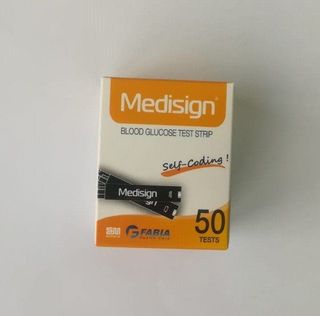 Medisign®
BLOOD GLUCOSE TEST STRIP
Self-Coding!
Medisign
FABIA
50
TESTS